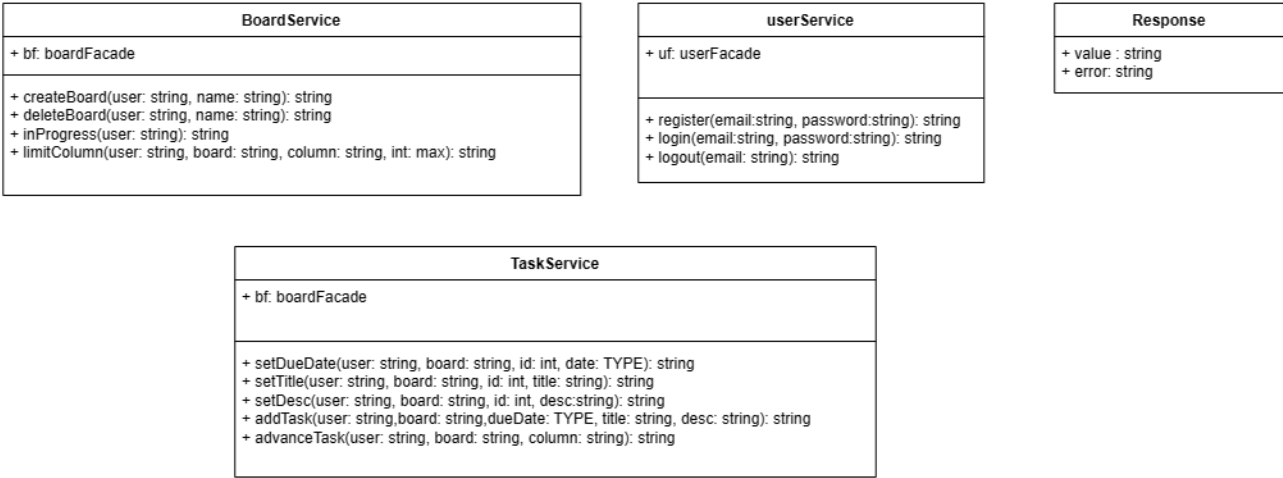 BoardService
+ bf: boardFacade
+ createBoard(user: string, name: string): string
+ deleteBoard(user: string, name: string): string
+ inProgress(user: string): string
+ limitColumn(user: string, board: string, column: string, int: max): string
userService
+ uf: userFacade
+ register(email:string, password:string): string
+ login(email:string, password:string): string
+ logout(email: string): string
Response
+ value : string
+ error: string
TaskService
+ bf: boardFacade
+ setDueDate(user: string, board: string, id: int, date: TYPE): string
+ setTitle(user: string, board: string, id: int, title: string): string
+ setDesc(user: string, board: string, id: int, desc:string): string
+ addTask(user: string,board: string,dueDate: TYPE, title: string, desc: string): string
+ advanceTask(user: string, board: string, column: string): string